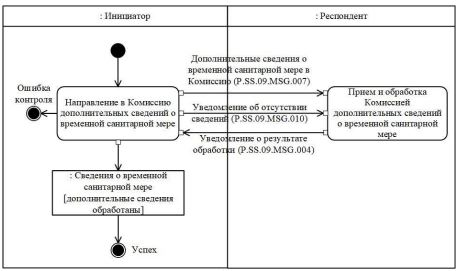 : Инициатор
: Респондент
Дополнительные сведения о
временной санитарной мере в
Комиссию (P.SS.09.MSG.007)
Ошибка
контроля
Направление в Комиссию
дополнительных сведений о
временной санитарной мере
Уведомление об отсутствии
сведений (P.SS.09.MSG.010)
Прием и обработка
Комиссией
дополнительных сведений
о временной санитарной
мере
Уведомление о результате
обработки (P.SS.09.MSG.004)
: Сведения о временной
санитарной мере
[дополнительные сведения
обработаны]
Успех